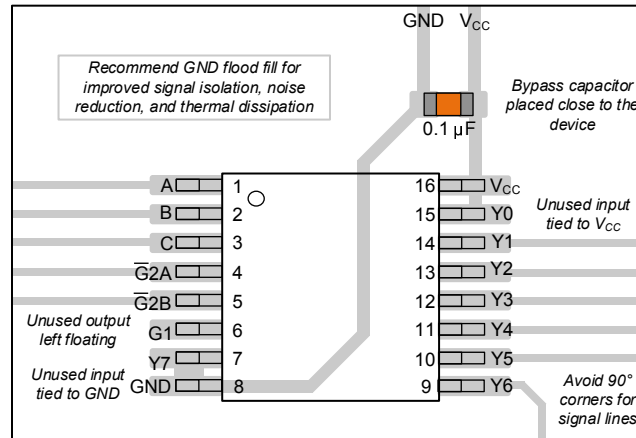 GND VCC
Recommend GND flood fill for
improved signal isolation, noise
reduction, and thermal dissipation
Bypass capacitor
placed close to the
device
0.1 µF
A 1 16 VCC
B 2 15 Y0
C 3 14 Y1
Unused input
tied to VCC
G̅2A 4 13 Y2
G̅2B 5 12 Y3
Unused output
left floating
G1 6 11 Y4
Y7 7 10 Y5
Unused input
tied to GND
GND 8 9 Y6
Avoid 90°
corners for
signal lines